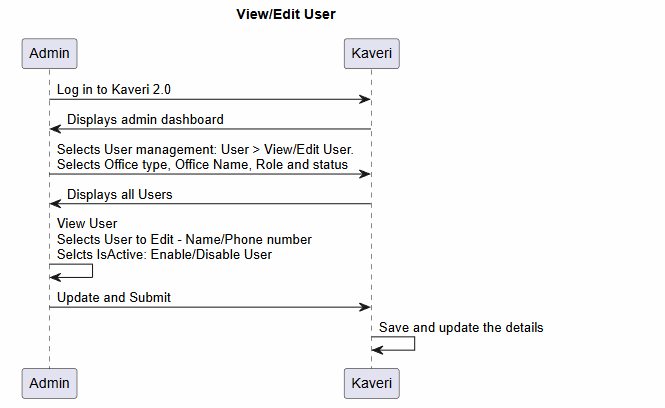 View/Edit User
Admin
Kaveri
Log in to Kaveri 2.0
Displays admin dashboard
Selects User management: User > View/Edit User.
Selects Office type, Office Name, Role and status
Displays all Users
View User
Selects User to Edit - Name/Phone number
Selcts IsActive: Enable/Disable User
Update and Submit
Save and update the details
Admin
Kaveri